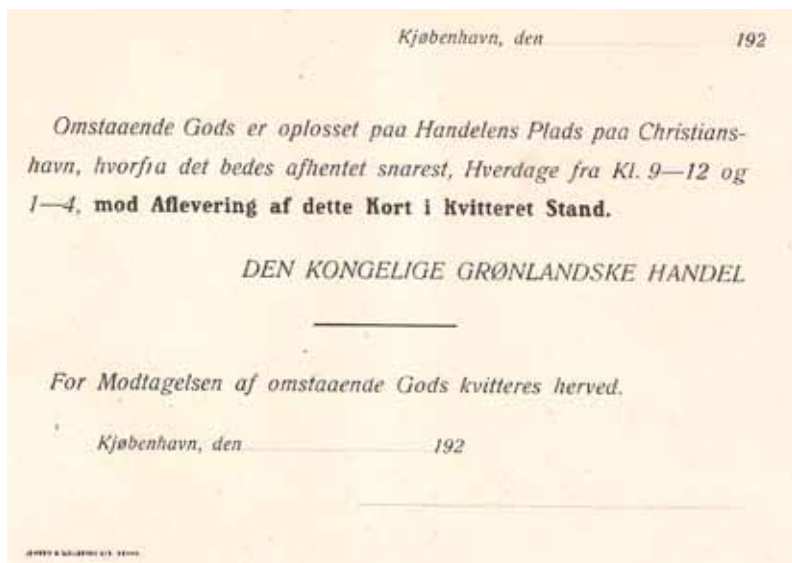 Kjøbenhavn, den 192
Omstaaende Gods er oplosset paa Handelens Plads paa Christians-
havn, hvorfra det bedes afhentet snarest, Hverdage fra Kl. 9—12 og
1—4, mod Aflevering af dette Kort i kvitteret Stand.
DEN KONGELIGE GRØNLANDSKE HANDEL
For Modtagelsen af omstaaende Gods kvitteres herved.
Kjøbenhavn, den 192